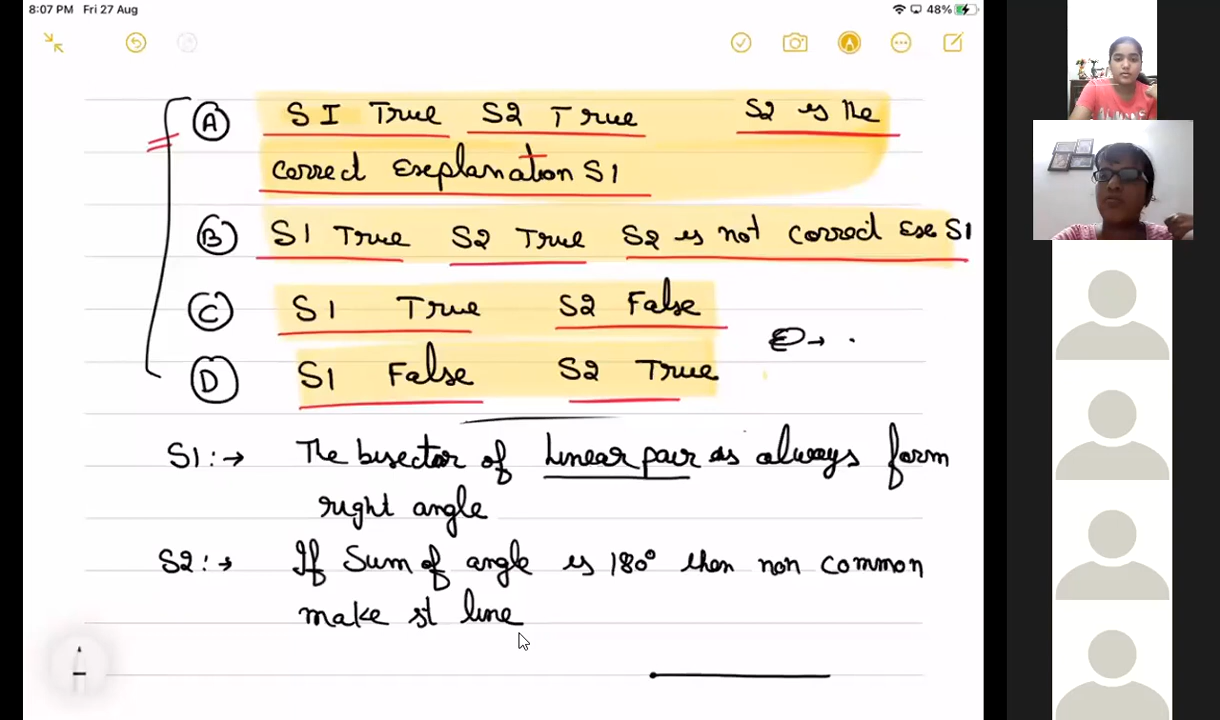 8:07 PM Fri 27 Aug
48%
A S I True S2 True S2 is the
correct Explanation S1
B S1 True S2 True S2 is not correct Exe S1
C S1 True S2 False
E→ .
D S1 False S2 True
S1:→ The bisector of Linear pair is always form
right angle
S2:→ If Sum of angle is 180° then non common
make st line